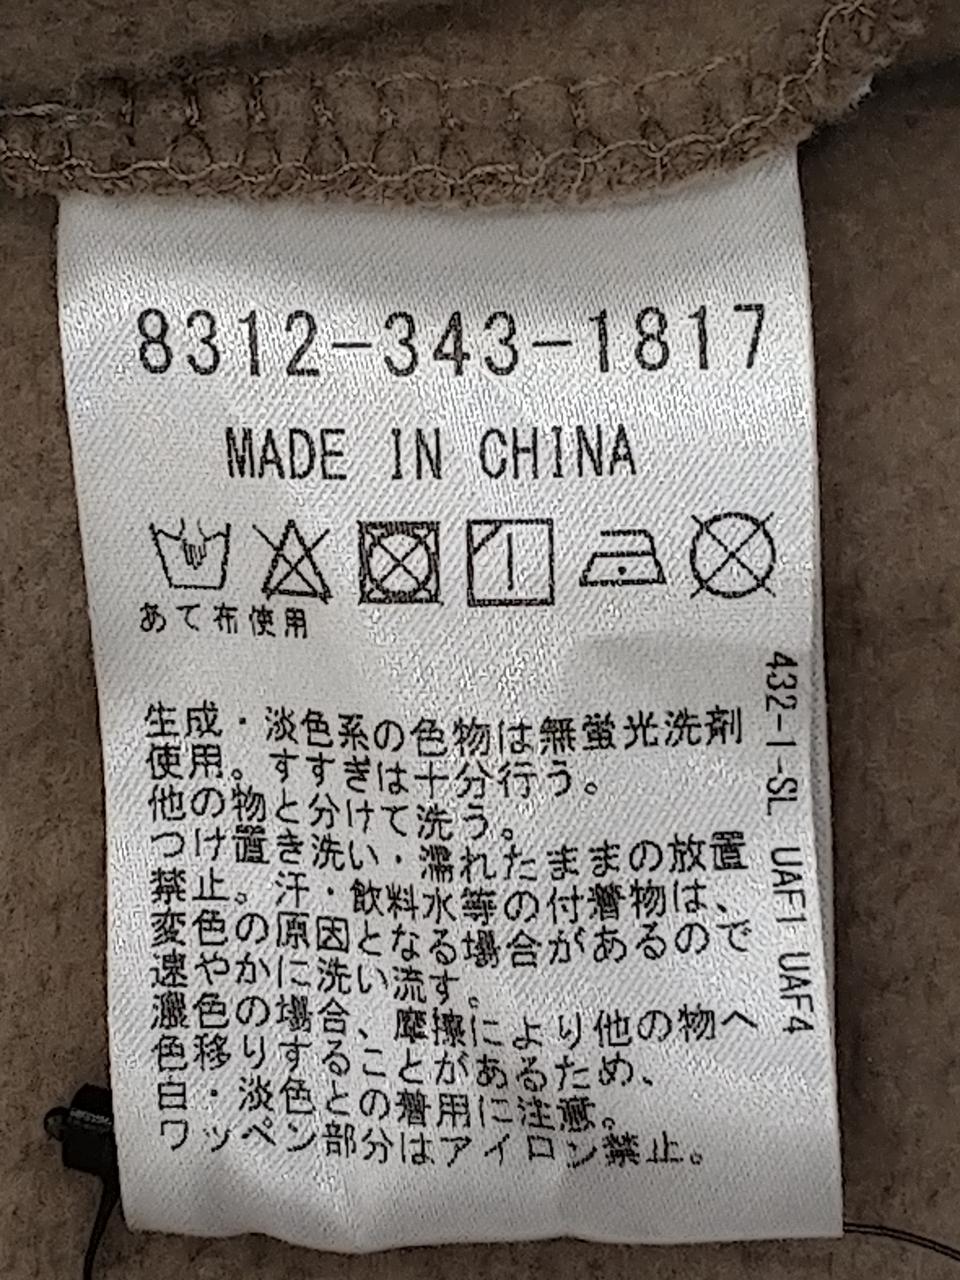 8312-343-1817
MADE IN CHINA
あて布使用
生成・淡色系の色物は無蛍光洗剤
使用。すすぎは十分行う。
他の物と分けて洗う。
つけ置き洗い・濡れたままの放置
禁止。汗・飲料水等の付着物は、
変色の原因となる場合があるので
速やかに洗い流す。
濃色の場合、摩擦により他の物へ
色移りすることがあるため、
白・淡色との着用に注意。
ワッペン部分はアイロン禁止。
432-1-SL UAF1 UAF4